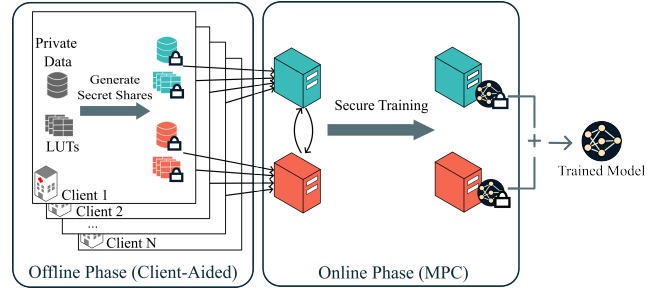 Private
Data
Generate
Secret Shares
LUTs
Client 1
Client 2
...
Client N
Offline Phase (Client-Aided)
Secure Training
+
Trained Model
Online Phase (MPC)